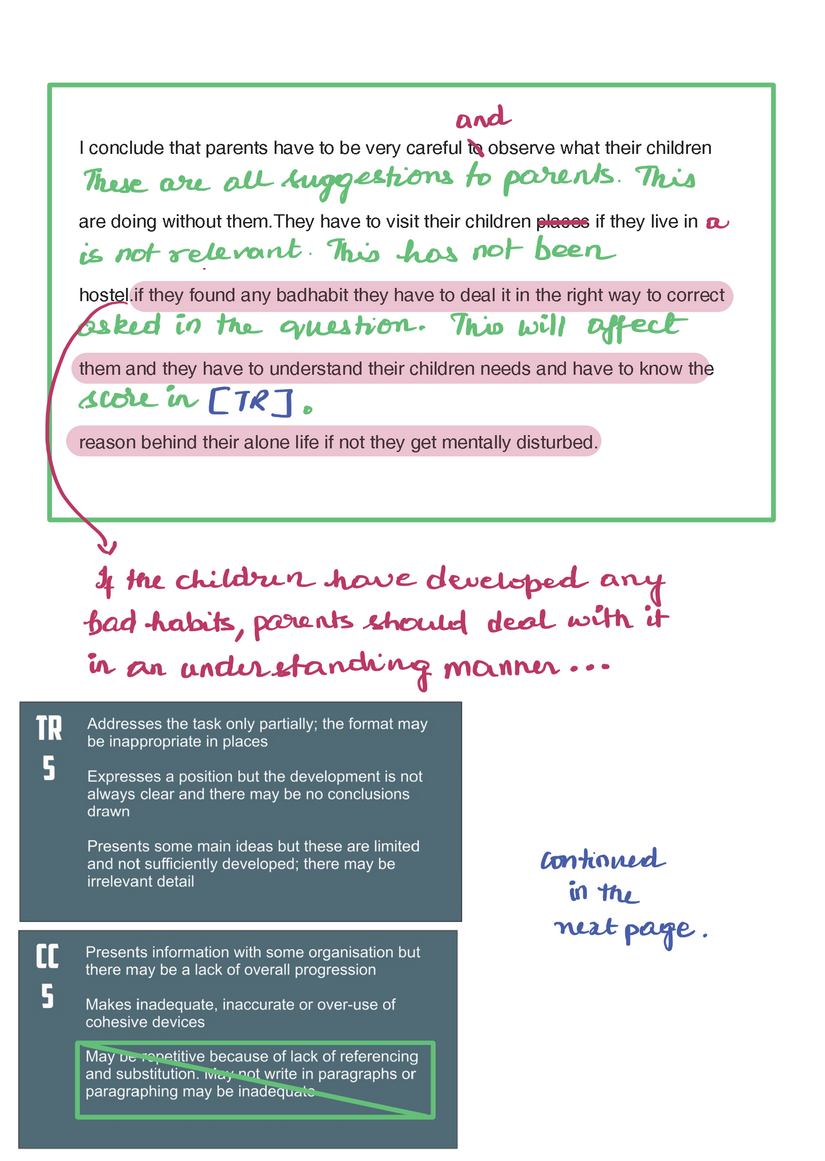 and
I conclude that parents have to be very careful to observe what their children
These are all suggestions to parents. This
are doing without them.They have to visit their children places if they live in a
is not relevant. This has not been
hostel.if they found any badhabit they have to deal it in the right way to correct
asked in the question. This will affect
them and they have to understand their children needs and have to know the
score in [TR].
reason behind their alone life if not they get mentally disturbed.
If the children have developed any
bad habits, parents should deal with it
in an understanding manner...
TR
5
Addresses the task only partially; the format may
be inappropriate in places
Expresses a position but the development is not
always clear and there may be no conclusions
drawn
Presents some main ideas but these are limited
and not sufficiently developed; there may be
irrelevant detail
continued
in the
next page.
CC
5
Presents information with some organisation but
there may be a lack of overall progression
Makes inadequate, inaccurate or over-use of
cohesive devices
May be repetitive because of lack of referencing
and substitution. May not write in paragraphs or
paragraphing may be inadequate